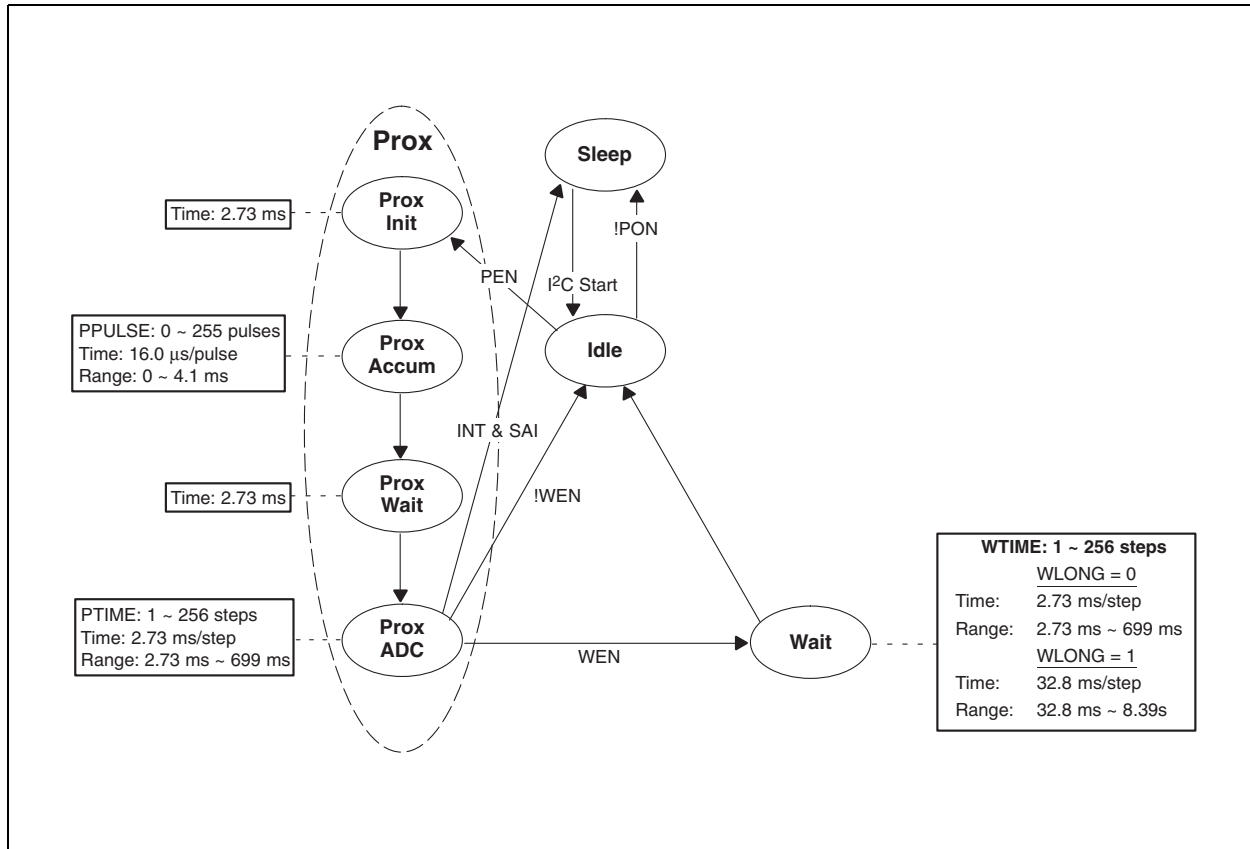 Prox
Sleep
Prox
Init
Time: 2.73 ms
!PON
PEN
I²C Start
PPULSE: 0 ~ 255 pulses
Time: 16.0 μs/pulse
Range: 0 ~ 4.1 ms
Prox
Accum
Idle
INT & SAI
Time: 2.73 ms
Prox
Wait
!WEN
PTIME: 1 ~ 256 steps
Time: 2.73 ms/step
Range: 2.73 ms ~ 699 ms
Prox
ADC
WEN
Wait
WTIME: 1 ~ 256 steps
WLONG = 0
Time: 2.73 ms/step
Range: 2.73 ms ~ 699 ms
WLONG = 1
Time: 32.8 ms/step
Range: 32.8 ms ~ 8.39s